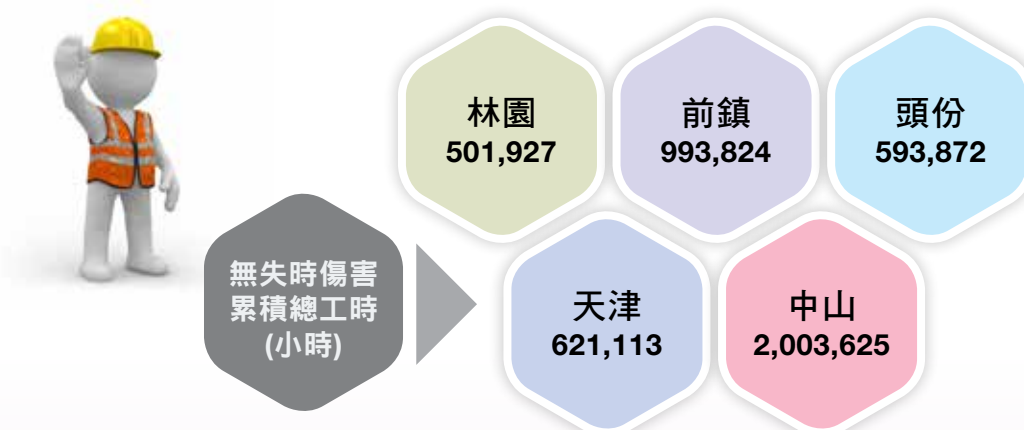 林園
501,927
前鎮
993,824
頭份
593,872
無失時傷害
累積總工時
(小時)
天津
621,113
中山
2,003,625